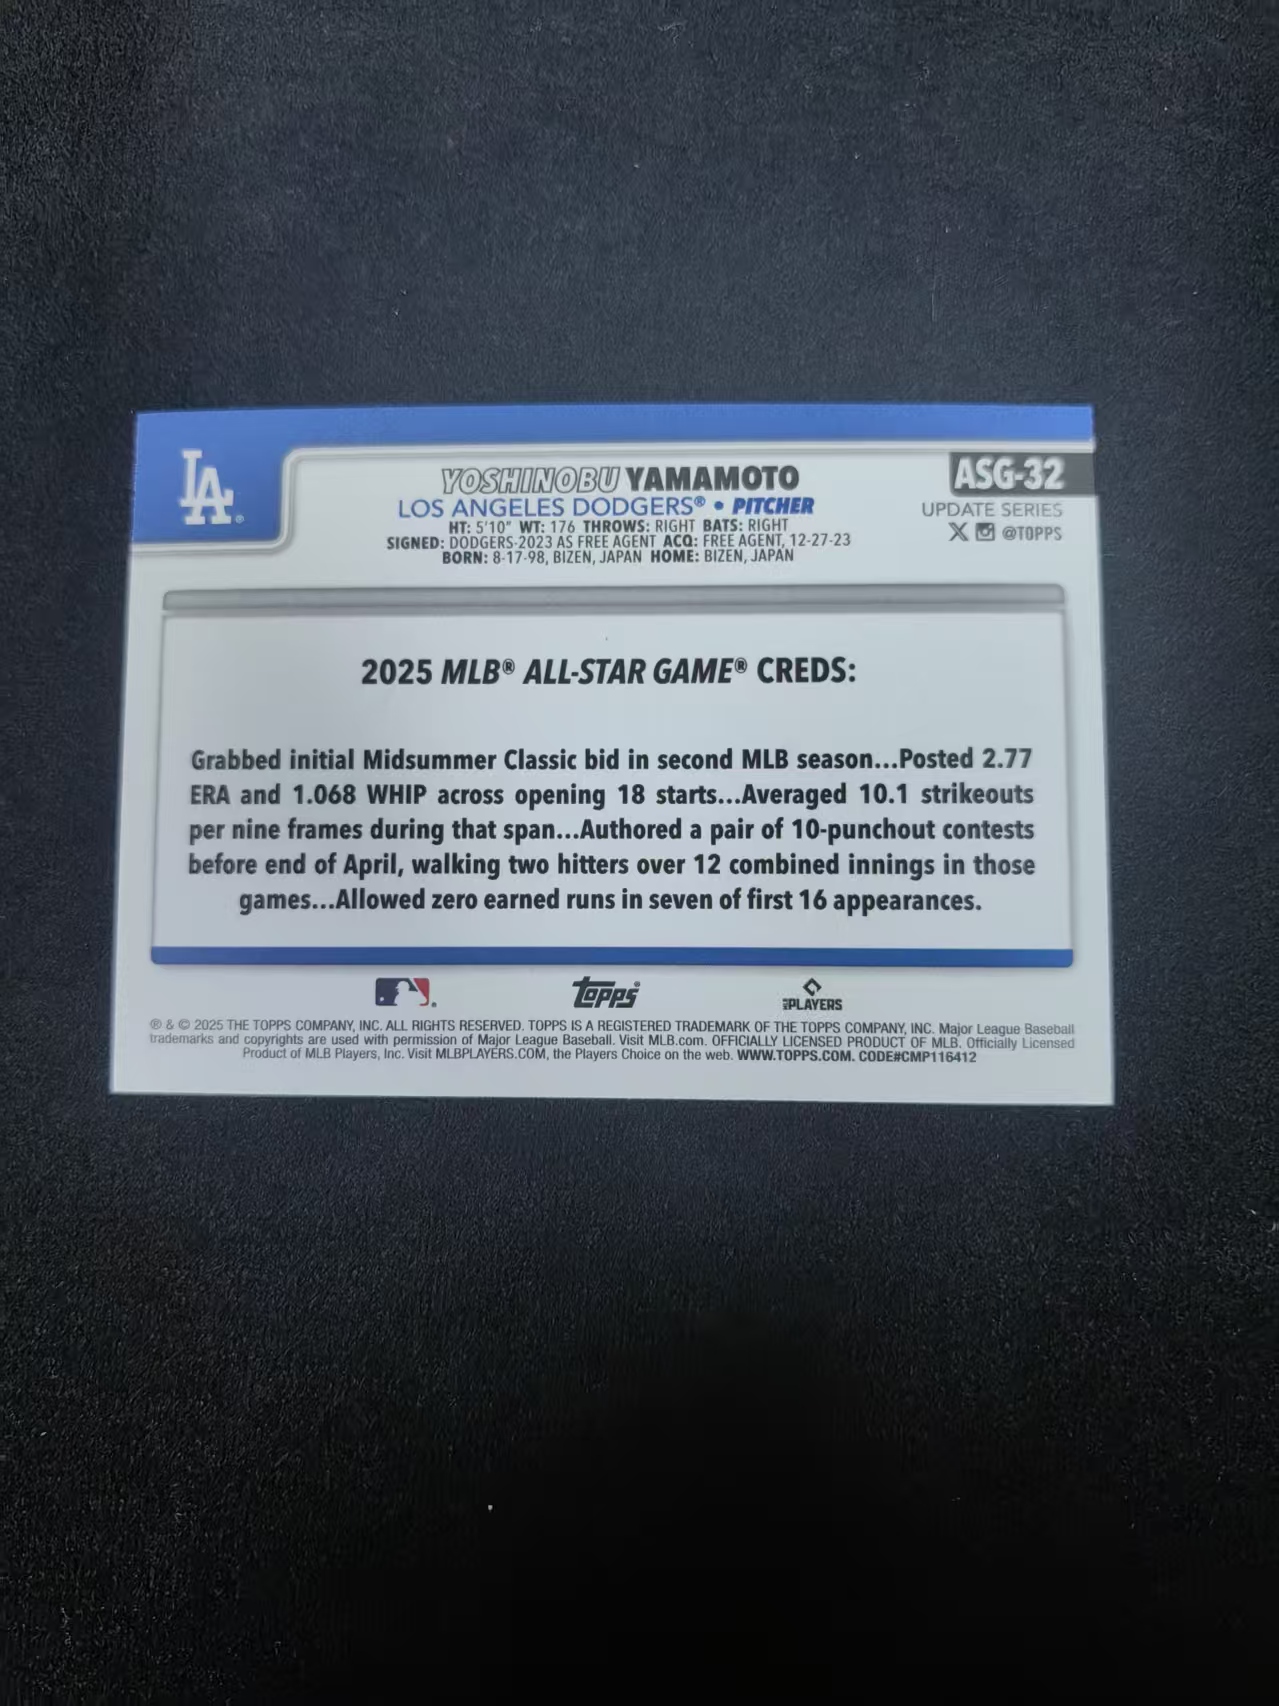 LA
YOSHINOBU YAMAMOTO
LOS ANGELES DODGERS® • PITCHER
HT: 5'10" WT: 176 THROWS: RIGHT BATS: RIGHT
SIGNED: DODGERS-2023 AS FREE AGENT ACQ: FREE AGENT, 12-27-23
BORN: 8-17-98, BIZEN, JAPAN HOME: BIZEN, JAPAN
ASG-32
UPDATE SERIES
@TOPPS
2025 MLB® ALL-STAR GAME® CREDS:
Grabbed initial Midsummer Classic bid in second MLB season...Posted 2.77
ERA and 1.068 WHIP across opening 18 starts...Averaged 10.1 strikeouts
per nine frames during that span...Authored a pair of 10-punchout contests
before end of April, walking two hitters over 12 combined innings in those
games...Allowed zero earned runs in seven of first 16 appearances.
topps
MLB PLAYERS
® & © 2025 THE TOPPS COMPANY, INC. ALL RIGHTS RESERVED. TOPPS IS A REGISTERED TRADEMARK OF THE TOPPS COMPANY, INC. Major League Baseball
trademarks and copyrights are used with permission of Major League Baseball. Visit MLB.com. OFFICIALLY LICENSED PRODUCT OF MLB. Officially Licensed
Product of MLB Players, Inc. Visit MLBPLAYERS.COM, the Players Choice on the web. WWW.TOPPS.COM. CODE#CMP116412